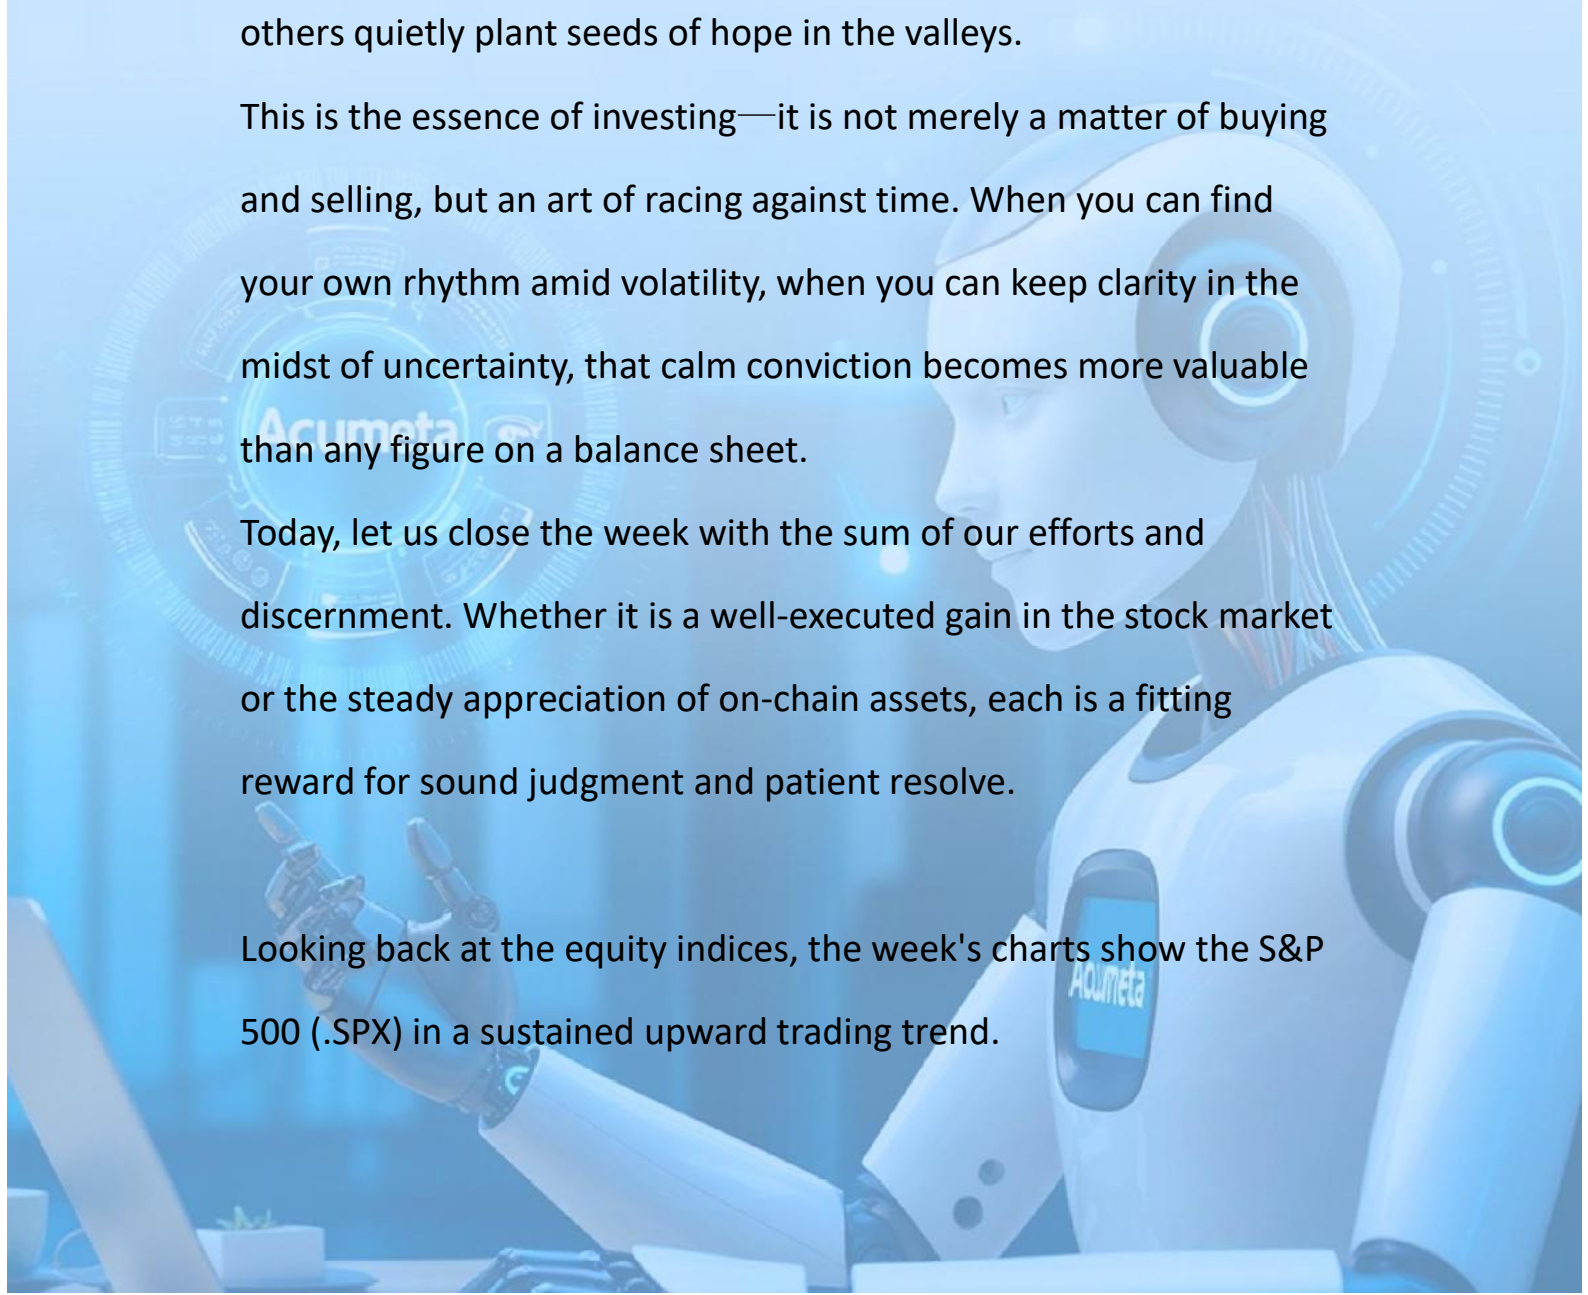 others quietly plant seeds of hope in the valleys.
This is the essence of investing—it is not merely a matter of buying
and selling, but an art of racing against time. When you can find
your own rhythm amid volatility, when you can keep clarity in the
midst of uncertainty, that calm conviction becomes more valuable
Acumeta
than any figure on a balance sheet.
Today, let us close the week with the sum of our efforts and
discernment. Whether it is a well-executed gain in the stock market
or the steady appreciation of on-chain assets, each is a fitting
reward for sound judgment and patient resolve.
Looking back at the equity indices, the week's charts show the S&P
Acumeta
500 (.SPX) in a sustained upward trading trend.